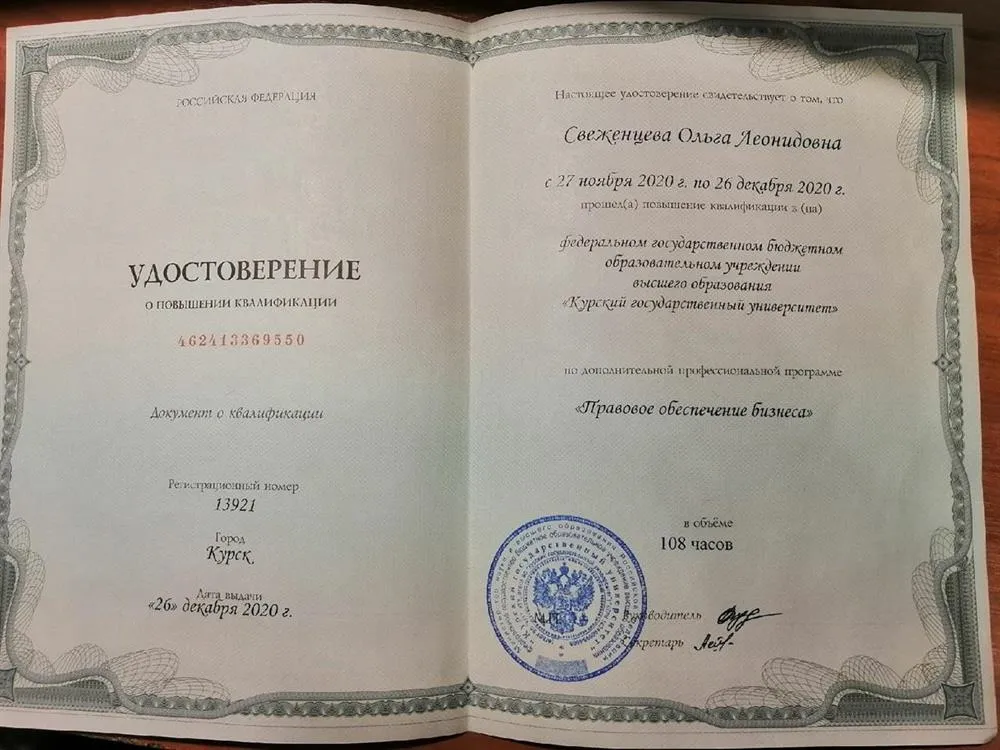 РОССИЙСКАЯ ФЕДЕРАЦИЯ
УДОСТОВЕРЕНИЕ
О ПОВЫШЕНИИ КВАЛИФИКАЦИИ
462413369550
Документ о квалификации
Регистрационный номер
13921
Город
Курск
Дата выдачи
«26» декабря 2020 г.
Настоящее удостоверение свидетельствует о том, что
Свеженцева Ольга Леонидовна
с 27 ноября 2020 г. по 26 декабря 2020 г.
прошел(а) повышение квалификации в (на)
федеральном государственном бюджетном
образовательном учреждении
высшего образования
«Курский государственный университет»
по дополнительной профессиональной программе
«Правовое обеспечение бизнеса»
в объёме
108 часов
М.П.
Руководитель
Секретарь